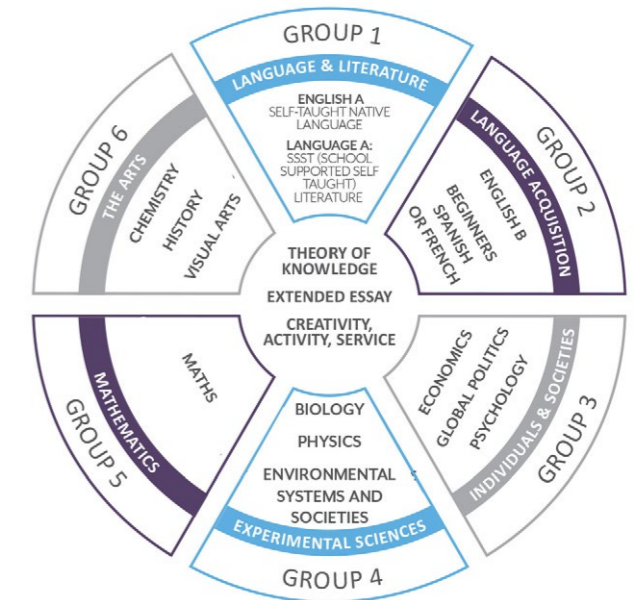 GROUP 1
LANGUAGE & LITERATURE
ENGLISH A
SELF-TAUGHT NATIVE
LANGUAGE
LANGUAGE A:
SSST (SCHOOL
SUPPORTED SELF
TAUGHT)
LITERATURE
GROUP 2
LANGUAGE ACQUISITION
ENGLISH B
BEGINNERS
SPANISH
OR FRENCH
GROUP 3
INDIVIDUALS & SOCIETIES
ECONOMICS
GLOBAL POLITICS
PSYCHOLOGY
BIOLOGY
PHYSICS
ENVIRONMENTAL
SYSTEMS AND
SOCIETIES
EXPERIMENTAL SCIENCES
GROUP 4
GROUP 5
MATHEMATICS
MATHS
GROUP 6
THE ARTS
CHEMISTRY
HISTORY
VISUAL ARTS
THEORY OF
KNOWLEDGE
EXTENDED ESSAY
CREATIVITY,
ACTIVITY, SERVICE